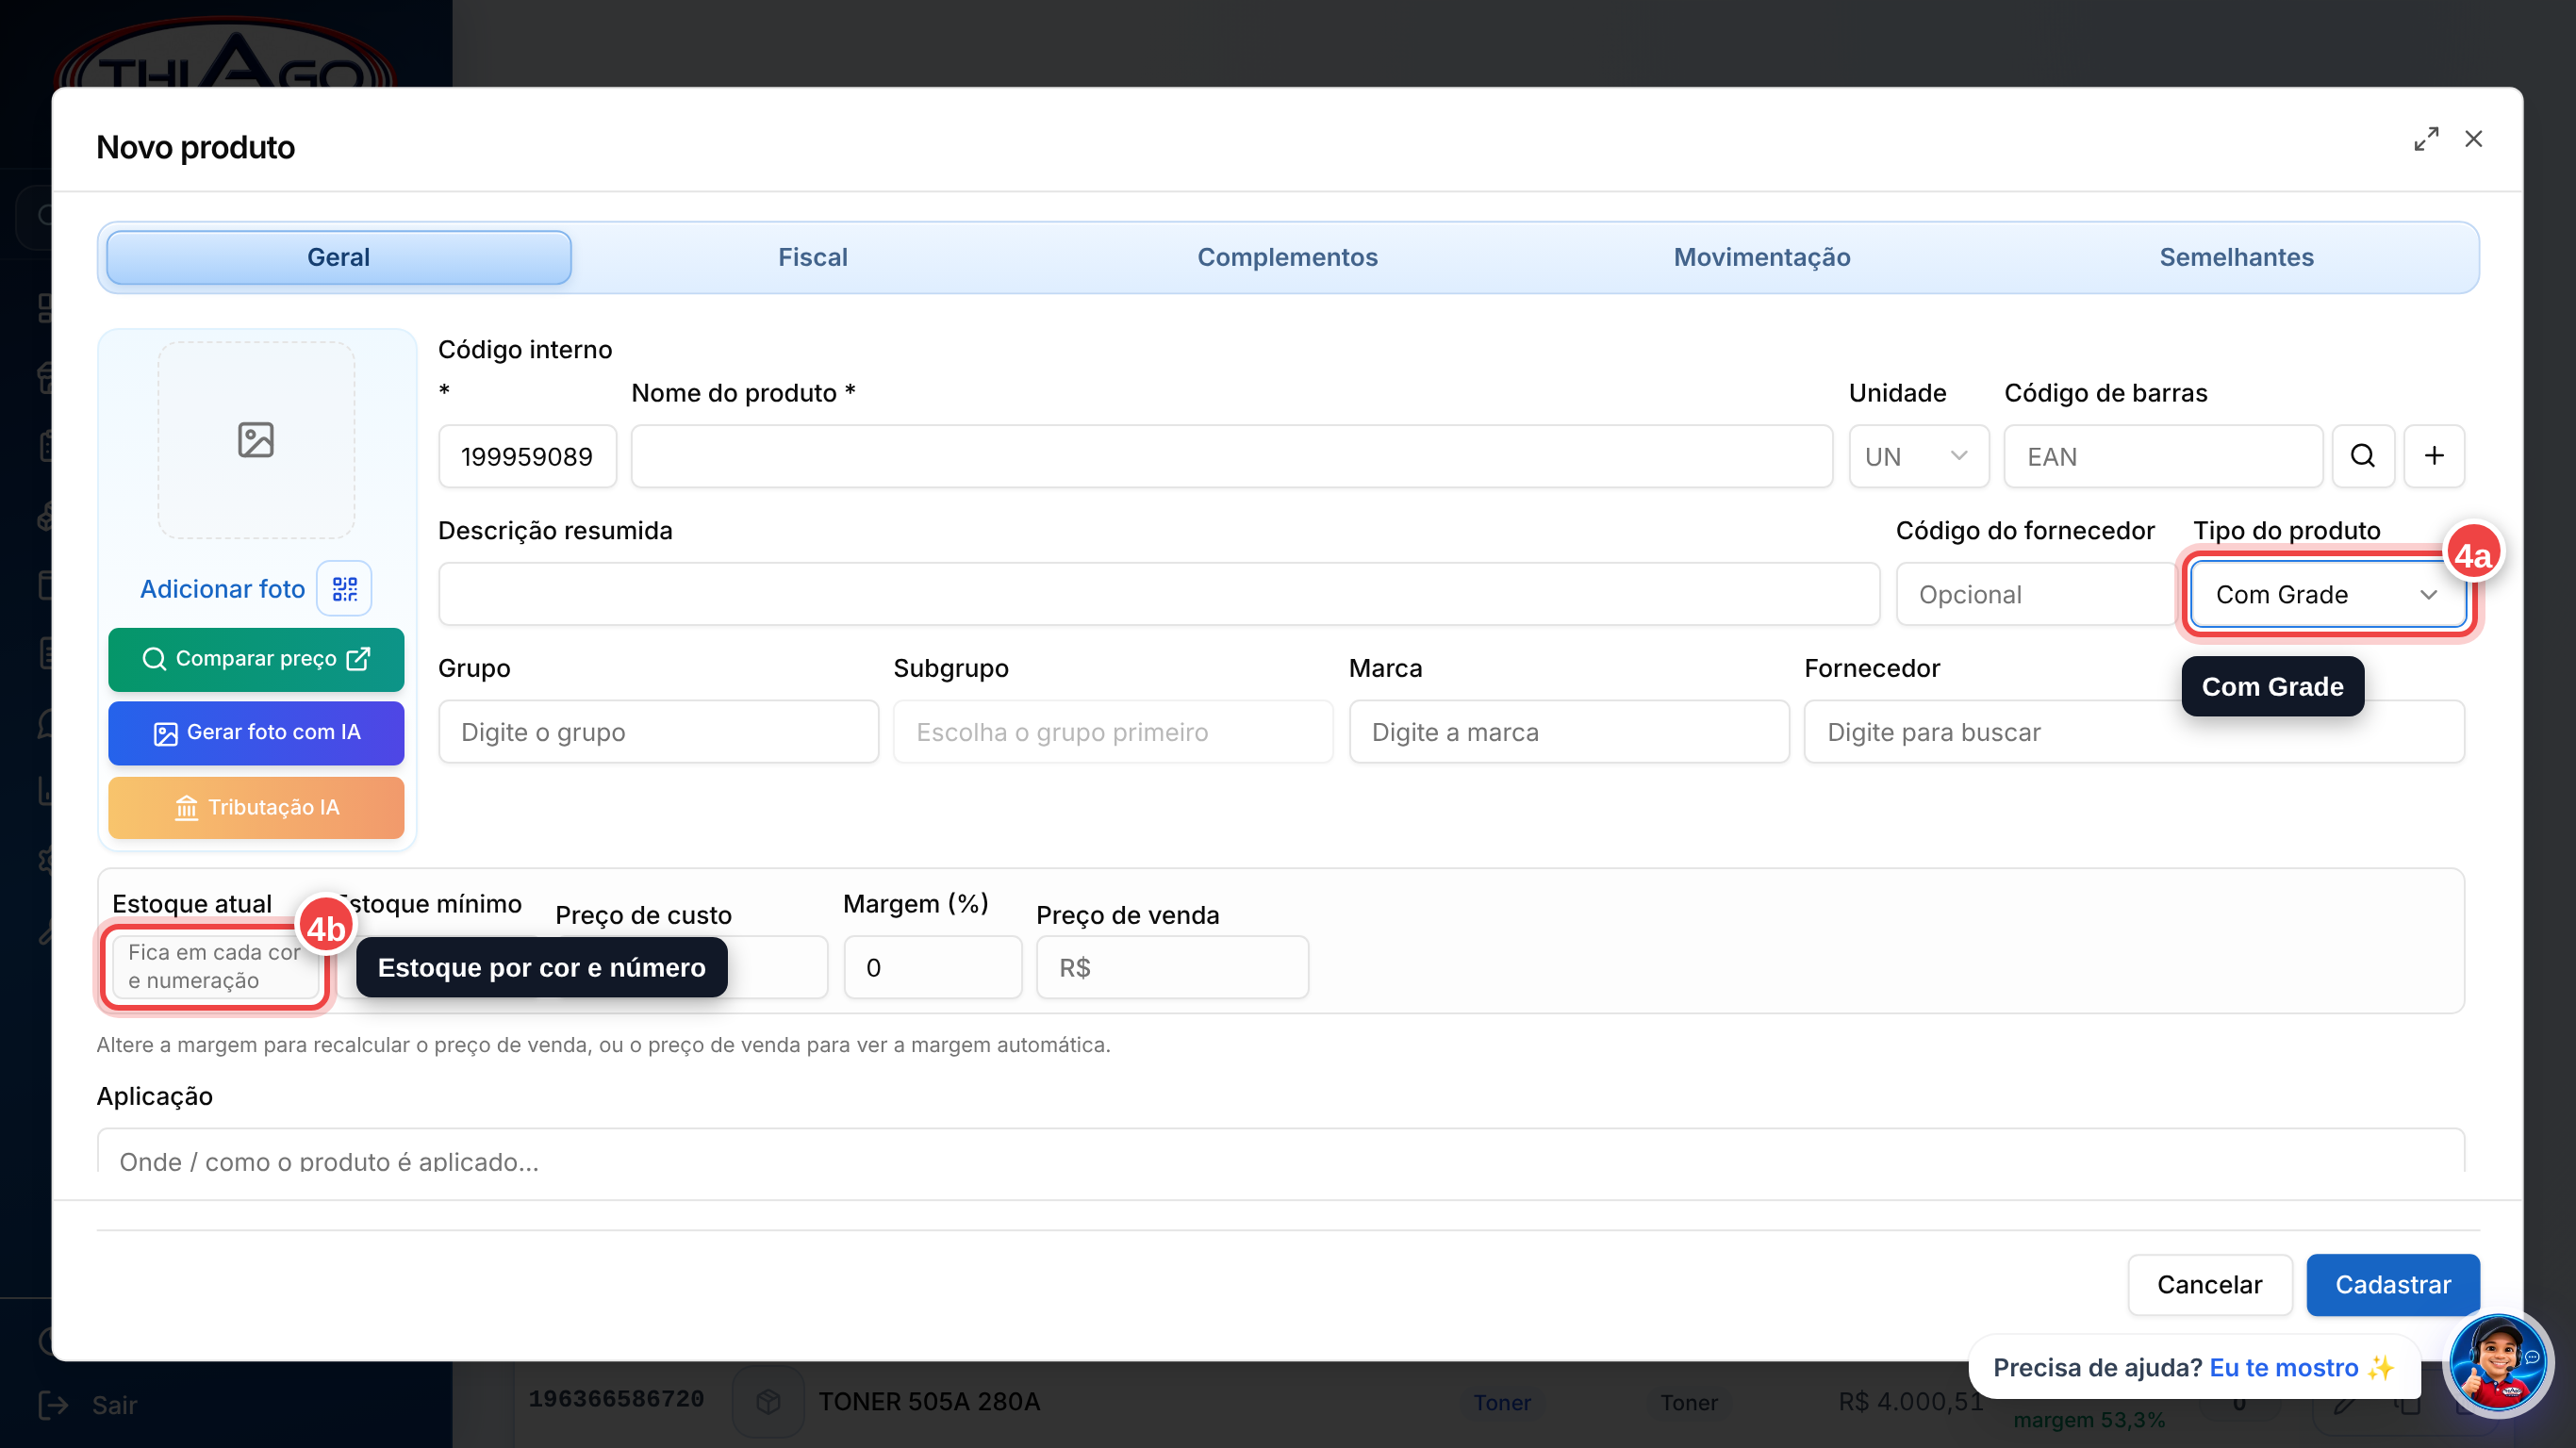 THIAGO
Novo produto
Geral
Fiscal
Complementos
Movimentação
Semelhantes
Código interno
*
Nome do produto *
Unidade
Código de barras
199959089
UN
EAN
Descrição resumida
Código do fornecedor
Tipo do produto
4a
Adicionar foto
Opcional
Com Grade
Comparar preço
Grupo
Subgrupo
Marca
Fornecedor
Com Grade
Gerar foto com IA
Digite o grupo
Escolha o grupo primeiro
Digite a marca
Digite para buscar
Tributação IA
Estoque atual
4b
Estoque mínimo
Preço de custo
Margem (%)
Preço de venda
Fica em cada cor
e numeração
Estoque por cor e número
0
R$
Altere a margem para recalcular o preço de venda, ou o preço de venda para ver a margem automática.
Aplicação
Onde / como o produto é aplicado...
Cancelar
Cadastrar
Precisa de ajuda? Eu te mostro ✨
Sair
196366586720
TONER 505A 280A
Toner
Toner
R$ 4.000,51
margem 53,3%
0